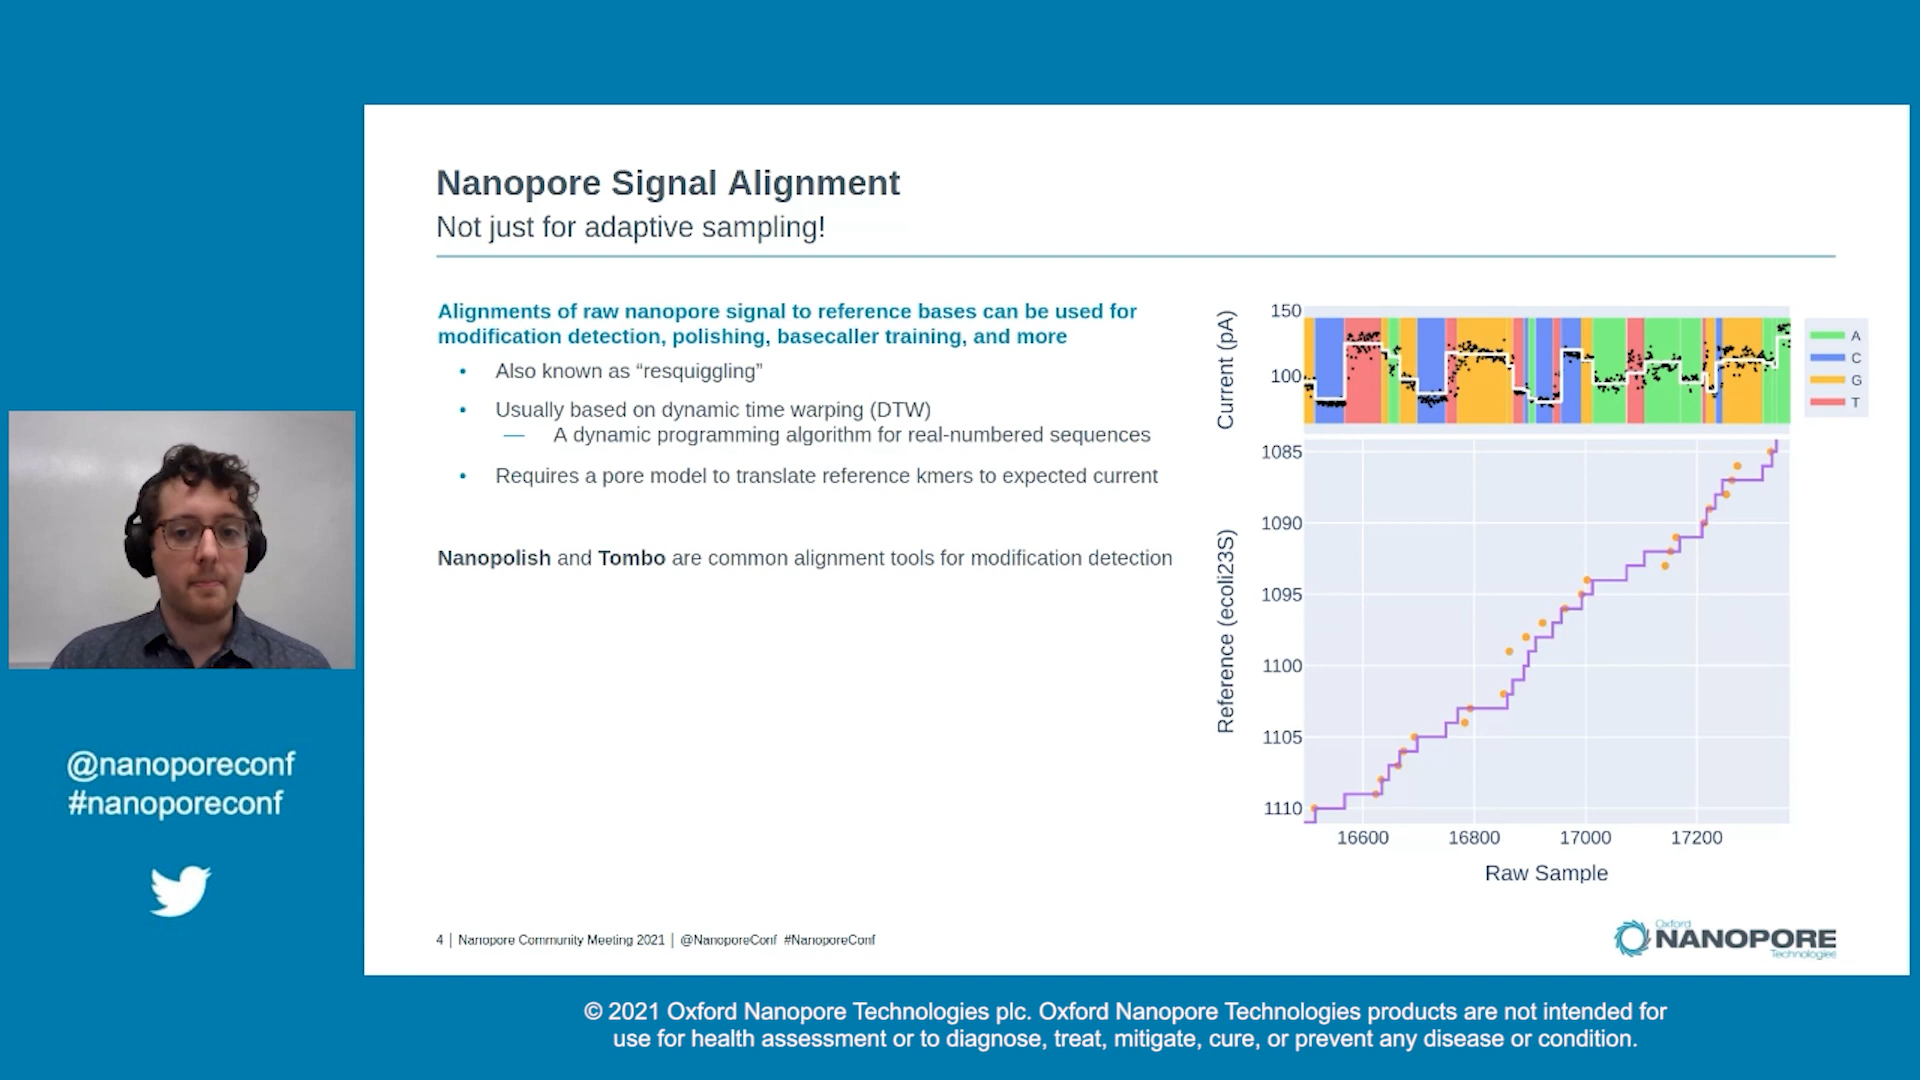 Nanopore Signal Alignment
Not just for adaptive sampling!
Alignments of raw nanopore signal to reference bases can be used for
modification detection, polishing, basecaller training, and more
• Also known as “resquiggling”
• Usually based on dynamic time warping (DTW)
— A dynamic programming algorithm for real-numbered sequences
• Requires a pore model to translate reference kmers to expected current
Nanopolish and Tombo are common alignment tools for modification detection
Current (pA)
150
100
A
C
G
T
Reference (ecoli23S)
1085
1090
1095
1100
1105
1110
16600 16800 17000 17200
Raw Sample
@nanoporeconf
#nanoporeconf
4 | Nanopore Community Meeting 2021 | @NanoporeConf #NanoporeConf
Oxford
NANOPORE
Technologies
© 2021 Oxford Nanopore Technologies plc. Oxford Nanopore Technologies products are not intended for
use for health assessment or to diagnose, treat, mitigate, cure, or prevent any disease or condition.